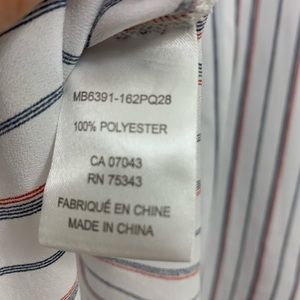 MB6391-162PQ28
100% POLYESTER
CA 07043
RN 75343
FABRIQUÉ EN CHINE
MADE IN CHINA